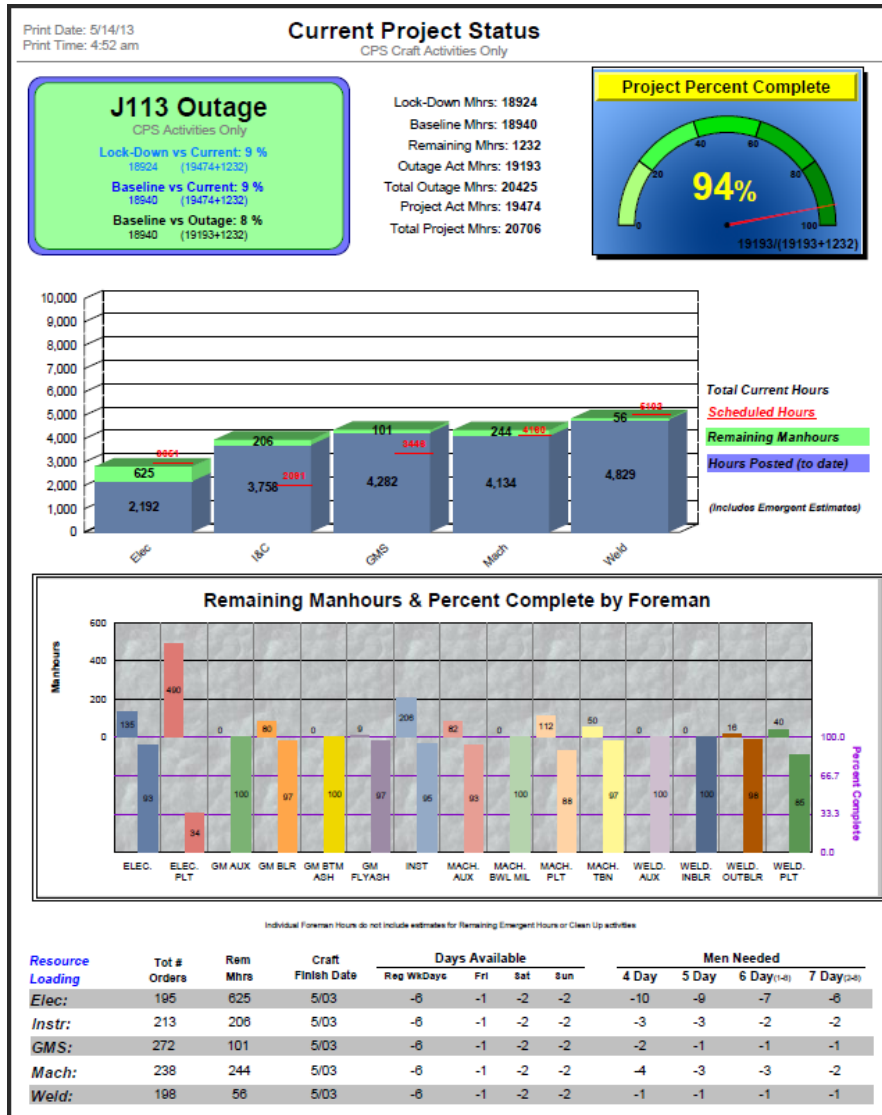 Print Date: 5/14/13
Print Time: 4:52 am
Current Project Status
CPS Craft Activities Only
J113 Outage
CPS Activities Only
Lock-Down vs Current: 9 %
18924 (19474+1232)
Baseline vs Current: 9 %
18940 (19474+1232)
Baseline vs Outage: 8 %
18940 (19193+1232)
Lock-Down Mhrs: 18924
Baseline Mhrs: 18940
Remaining Mhrs: 1232
Outage Act Mhrs: 19193
Total Outage Mhrs: 20425
Project Act Mhrs: 19474
Total Project Mhrs: 20706
Project Percent Complete
0 20 40 60 80 100
94%
19193/(19193+1232)
10,000
9,000
8,000
7,000
6,000
5,000
4,000
3,000
2,000
1,000
0
625 206 101 244 56
2091 3446 4160
2,192 3,758 4,282 4,134 4,829
Elec I&C GMS Mach Weld
Total Current Hours
Scheduled Hours
Remaining Manhours
Hours Posted (to date)
(Includes Emergent Estimates)
Remaining Manhours & Percent Complete by Foreman
Manhours
600
400
200
0
135 490 0 80 0 9 206 82 0 112 50 0 0 16 40
100.0
66.7
33.3
0.0
Percent Complete
93 34 100 97 100 97 95 93 100 88 97 100 100 98 85
ELEC. ELEC. GM AUX GM BLR GM BTM GM INST MACH. MACH. MACH. MACH. WELD. WELD. WELD. WELD.
PLT ASH FLYASH AUX BWL MIL PLT TBN AUX INBLR OUTBLR PLT
Individual Foreman Hours do not include estimates for Remaining Emergent Hours or Clean Up activities
Resource Tot # Rem Craft Days Available Men Needed
Loading Orders Mhrs Finish Date Reg WkDays Fri Sat Sun 4 Day 5 Day 6 Day(1-8) 7 Day(2-8)
Elec: 195 625 5/03 -6 -1 -2 -2 -10 -9 -7 -6
Instr: 213 206 5/03 -6 -1 -2 -2 -3 -3 -2 -2
GMS: 272 101 5/03 -6 -1 -2 -2 -2 -1 -1 -1
Mach: 238 244 5/03 -6 -1 -2 -2 -4 -3 -3 -2
Weld: 198 56 5/03 -6 -1 -2 -2 -1 -1 -1 -1